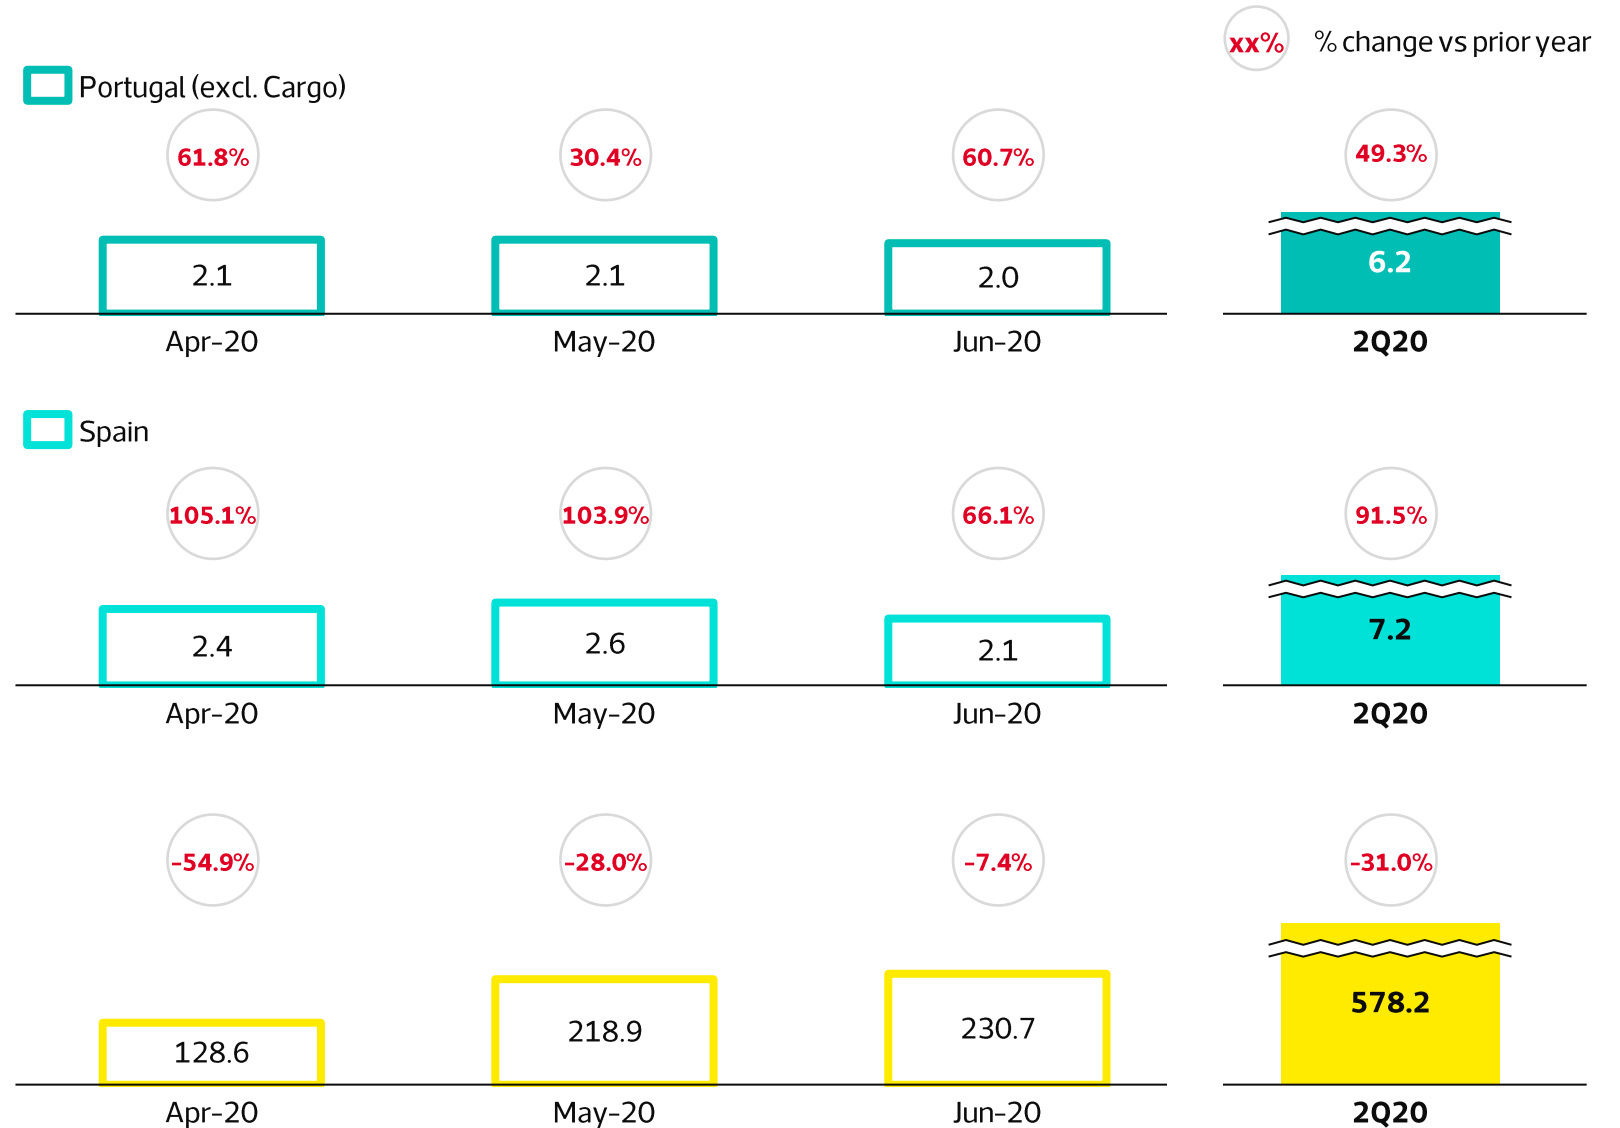 xx% % change vs prior year
Portugal (excl. Cargo)
61.8% 30.4% 60.7% 49.3%
2.1 2.1 2.0 6.2
Apr-20 May-20 Jun-20 2Q20
Spain
105.1% 103.9% 66.1% 91.5%
2.4 2.6 2.1 7.2
Apr-20 May-20 Jun-20 2Q20
-54.9% -28.0% -7.4% -31.0%
128.6 218.9 230.7 578.2
Apr-20 May-20 Jun-20 2Q20